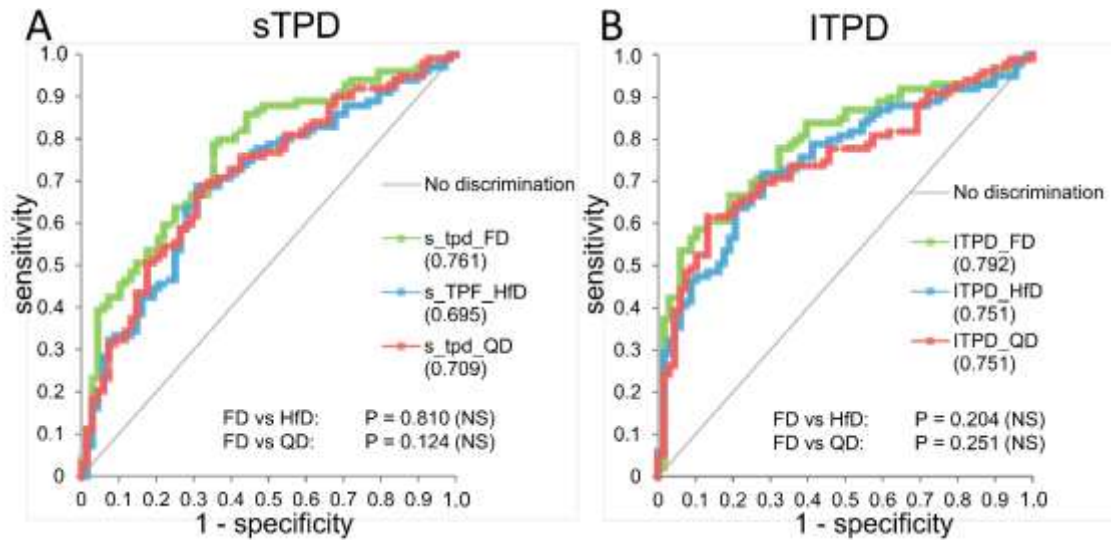 A
sTPD
1.0
0.9
0.8
0.7
0.6
0.5
0.4
0.3
0.2
0.1
0
sensitivity
No discrimination
s_tpd_FD
(0.761)
s_TPF_HfD
(0.695)
s_tpd_QD
(0.709)
FD vs HfD: P = 0.810 (NS)
FD vs QD: P = 0.124 (NS)
0 0.1 0.2 0.3 0.4 0.5 0.6 0.7 0.8 0.9 1.0
1 - specificity
B
lTPD
1.0
0.9
0.8
0.7
0.6
0.5
0.4
0.3
0.2
0.1
0
sensitivity
No discrimination
lTPD_FD
(0.792)
lTPD_HfD
(0.751)
lTPD_QD
(0.751)
FD vs HfD: P = 0.204 (NS)
FD vs QD: P = 0.251 (NS)
0 0.1 0.2 0.3 0.4 0.5 0.6 0.7 0.8 0.9 1.0
1 - specificity